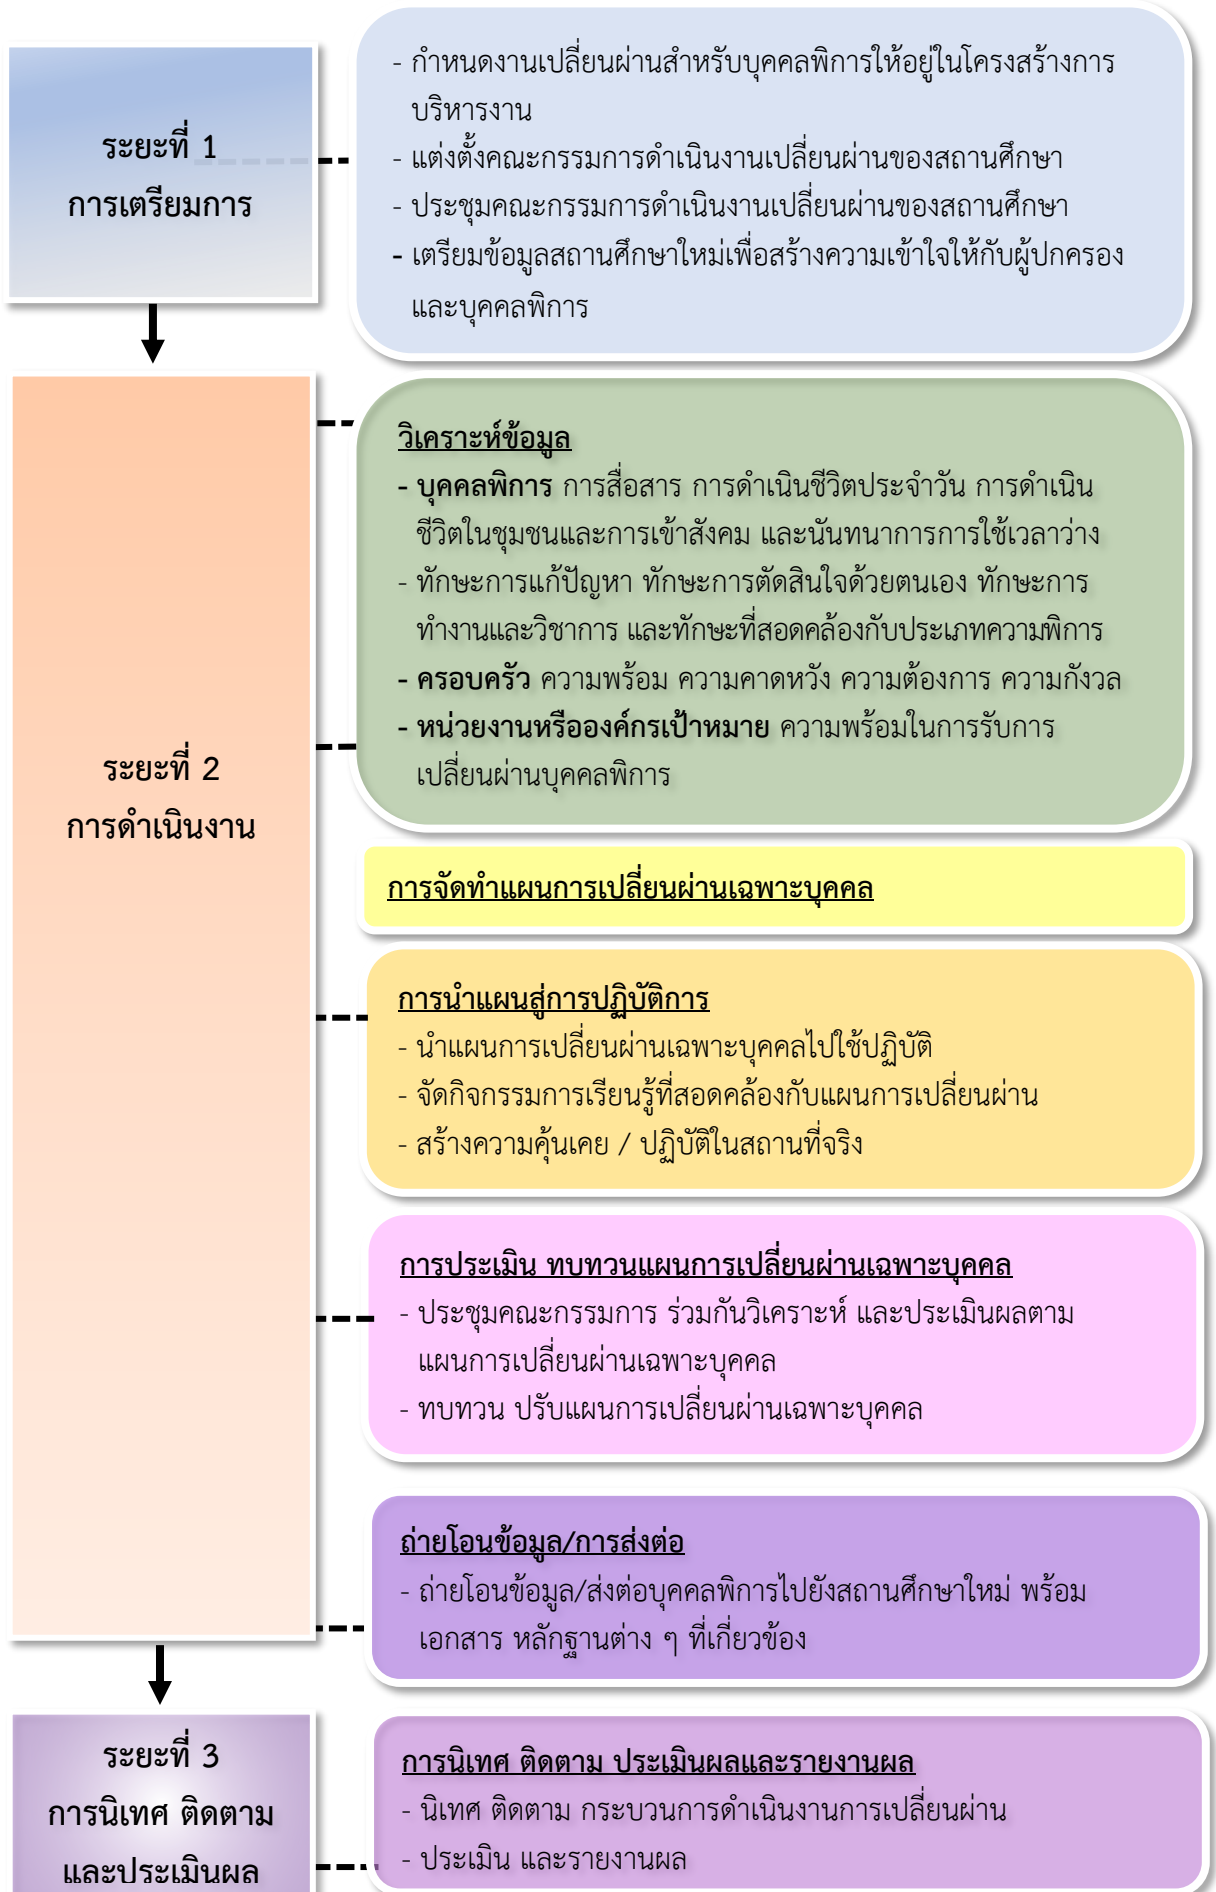 ระยะที่ 1
การเตรียมการ
- กำหนดงานเปลี่ยนผ่านสำหรับบุคคลพิการให้อยู่ในโครงสร้างการ
บริหารงาน
- แต่งตั้งคณะกรรมการดำเนินงานเปลี่ยนผ่านของสถานศึกษา
- ประชุมคณะกรรมการดำเนินงานเปลี่ยนผ่านของสถานศึกษา
- เตรียมข้อมูลสถานศึกษาใหม่เพื่อสร้างความเข้าใจให้กับผู้ปกครอง
และบุคคลพิการ
ระยะที่ 2
การดำเนินงาน
วิเคราะห์ข้อมูล
- บุคคลพิการ การสื่อสาร การดำเนินชีวิตประจำวัน การดำเนิน
ชีวิตในชุมชนและการเข้าสังคม และนันทนาการการใช้เวลาว่าง
- ทักษะการแก้ปัญหา ทักษะการตัดสินใจด้วยตนเอง ทักษะการ
ทำงานและวิชาการ และทักษะที่สอดคล้องกับประเภทความพิการ
- ครอบครัว ความพร้อม ความคาดหวัง ความต้องการ ความกังวล
- หน่วยงานหรือองค์กรเป้าหมาย ความพร้อมในการรับการ
เปลี่ยนผ่านบุคคลพิการ
การจัดทำแผนการเปลี่ยนผ่านเฉพาะบุคคล
การนำแผนสู่การปฏิบัติการ
- นำแผนการเปลี่ยนผ่านเฉพาะบุคคลไปใช้ปฏิบัติ
- จัดกิจกรรมการเรียนรู้ที่สอดคล้องกับแผนการเปลี่ยนผ่าน
- สร้างความคุ้นเคย / ปฏิบัติในสถานที่จริง
การประเมิน ทบทวนแผนการเปลี่ยนผ่านเฉพาะบุคคล
- ประชุมคณะกรรมการ ร่วมกันวิเคราะห์ และประเมินผลตาม
แผนการเปลี่ยนผ่านเฉพาะบุคคล
- ทบทวน ปรับแผนการเปลี่ยนผ่านเฉพาะบุคคล
ถ่ายโอนข้อมูล/การส่งต่อ
- ถ่ายโอนข้อมูล/ส่งต่อบุคคลพิการไปยังสถานศึกษาใหม่ พร้อม
เอกสาร หลักฐานต่าง ๆ ที่เกี่ยวข้อง
ระยะที่ 3
การนิเทศ ติดตาม
และประเมินผล
การนิเทศ ติดตาม ประเมินผลและรายงานผล
- นิเทศ ติดตาม กระบวนการดำเนินงานการเปลี่ยนผ่าน
- ประเมิน และรายงานผล